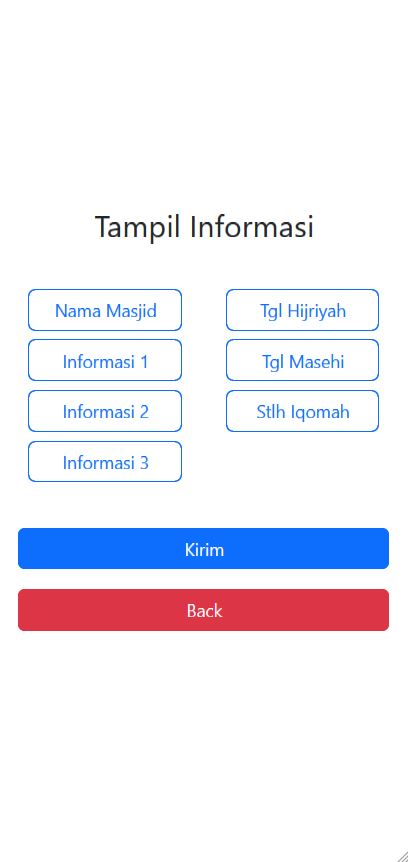 Tampil Informasi
Nama Masjid
Tgl Hijriyah
Informasi 1
Tgl Masehi
Informasi 2
Stlh Iqomah
Informasi 3
Kirim
Back